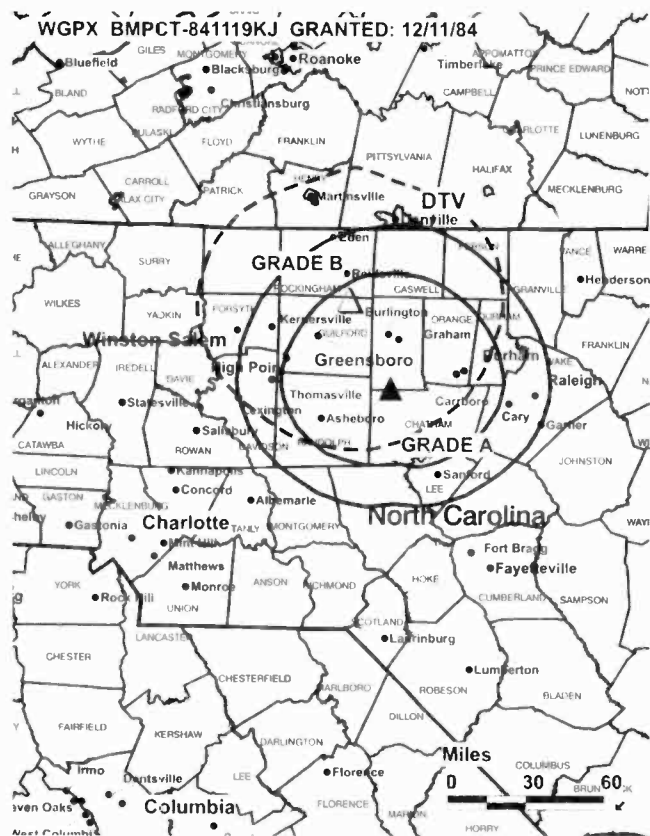 WGPX BMPCT-841119KJ GRANTED: 12/11/84
GILES
MONTGOMERY
Roanoke
APPOMATTOX
Bluefield
Blacksburg
Timberlake
PRINCE EDWARD
BLAND
CAMPBELL
RADFORD CITY
Christiansburg
PULASKI
WYTHE
FLOYD
FRANKLIN
CHARLOTTE
LUNENBURG
PITTSYLVANIA
HALIFAX
CARROLL
GRAYSON
PATRICK
HENRY
Martinsville
MECKLENBURG
DTV
ALLEGHANY
SURRY
Eden
GRADE B
Reidsville
ROCKINGHAM
CASWELL
GRANVILLE
Henderson
WILKES
YADKIN
FORSYTH
Kernersville
Burlington
ORANGE
DURHAM
FRANKLIN
Winston Salem
GUILFORD
Graham
Durham
WAKE
ALEXANDER
IREDELL
DAVIE
High Point
Greensboro
Raleigh
Thomasville
Carrboro
Statesville
Lexington
Asheboro
CHATHAM
Cary
Garner
Hickory
Salisbury
CATAWBA
ROWAN
DAVIDSON
RANDOLPH
GRADE A
JOHNSTON
LINCOLN
Kannapolis
LEE
Sanford
GASTON
MECKLENBURG
Concord
Albemarle
North Carolina
Gastonia
Charlotte
MONTGOMERY
Mint Hill
Fort Bragg
Matthews
Fayetteville
YORK
Rock Hill
Monroe
ANSON
RICHMOND
HOKE
CUMBERLAND
SAMPSON
UNION
SCOTLAND
LANCASTER
Laurinburg
CHESTER
CHESTERFIELD
Lumberton
MARLBORO
ROBESON
BLADEN
FAIRFIELD
KERSHAW
DILLON
DARLINGTON
Miles
Irmo
Dentsville
LEE
Florence
COLUMBUS
0 30 60
Columbia
FLORENCE
MARION
HORRY